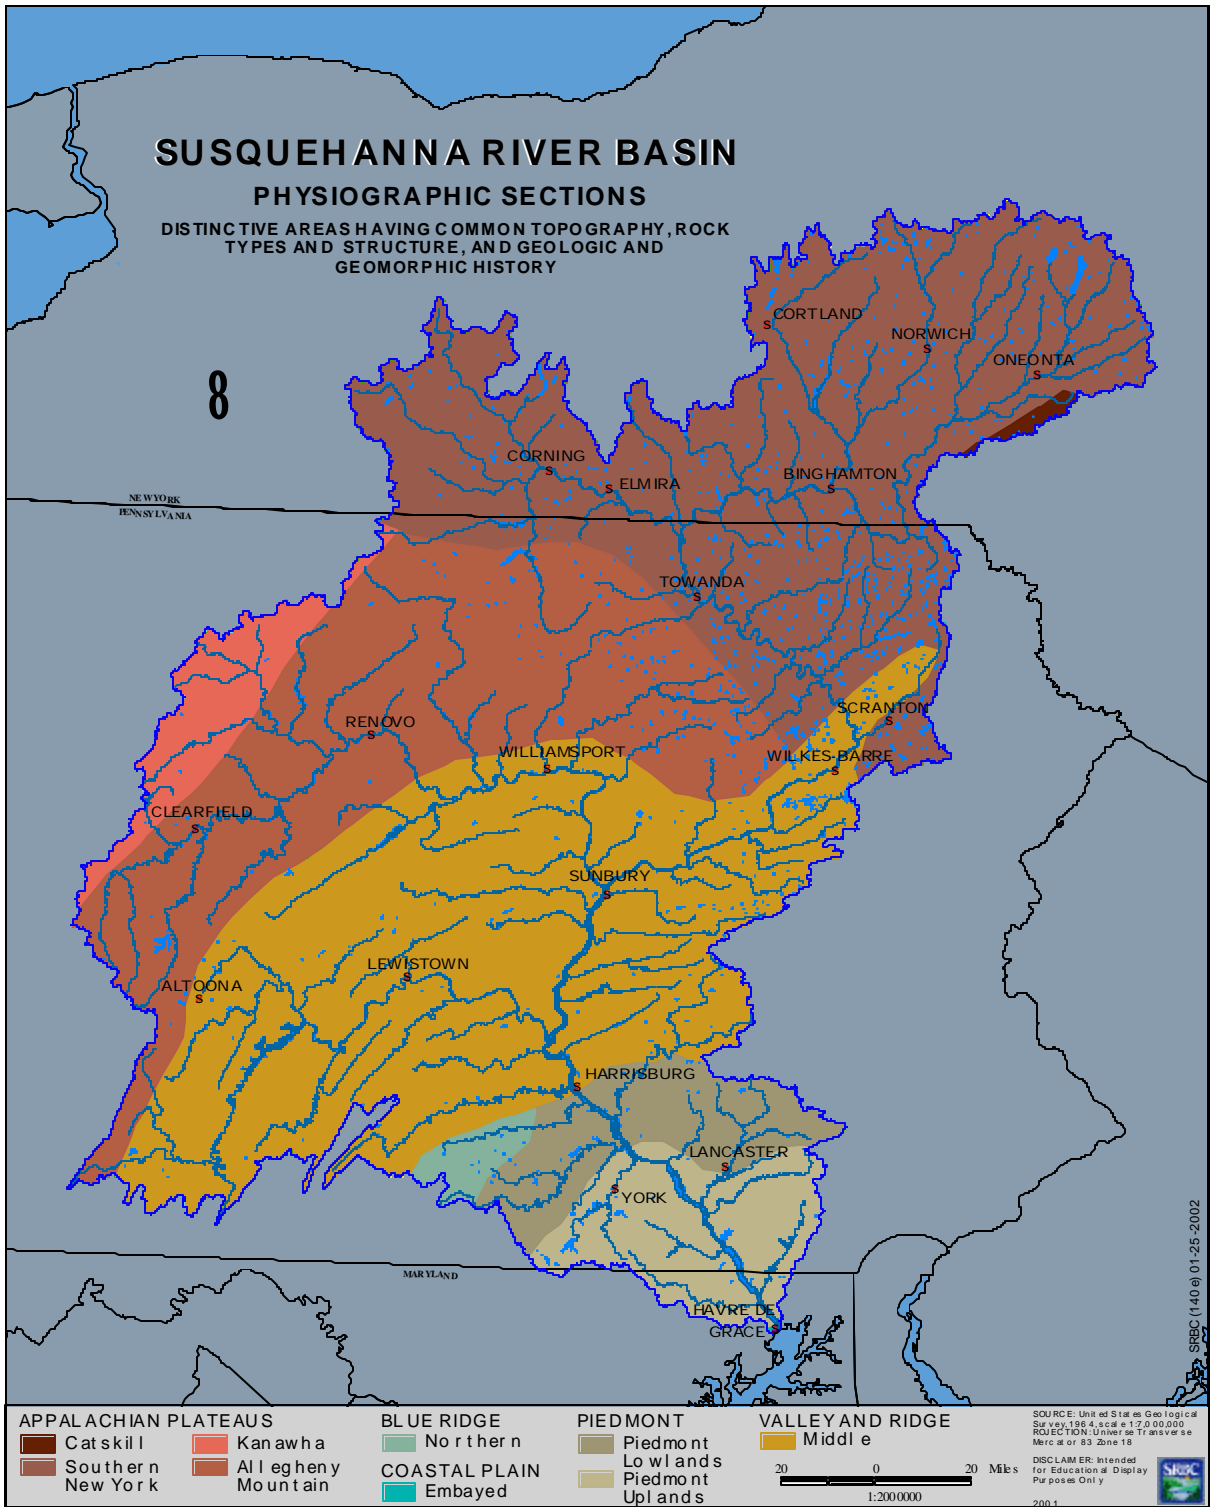 SUSQUEHANNA RIVER BASIN
PHYSIOGRAPHIC SECTIONS
DISTINCTIVE AREAS HAVING COMMON TOPOGRAPHY, ROCK
TYPES AND STRUCTURE, AND GEOLOGIC AND
GEOMORPHIC HISTORY
8
CORTLAND
NORWICH
ONEONTA
CORNING
ELMIRA
BINGHAMTON
NEW YORK
PENNSYLVANIA
TOWANDA
SCRANTON
RENOVO
WILLIAMSPORT
WILKES-BARRE
CLEARFIELD
SUNBURY
LEWISTOWN
ALTOONA
HARRISBURG
LANCASTER
YORK
MARYLAND
HAVRE DE
GRACE
SRBC (140e) 01-25-2002
APPALACHIAN PLATEAUS
Catskill
Southern
New York
Kanawha
Allegheny
Mountain
BLUE RIDGE
Northern
COASTAL PLAIN
Embayed
PIEDMONT
Piedmont
Lowlands
Piedmont
Uplands
VALLEY AND RIDGE
Middle
20 0 20 Miles
1:2000000
SOURCE: United States Geological
Survey, 1964, scale 1:7,000,000
ROJECTION: Universe Transverse
Mercator 83 Zone 18
DISCLAIMER: Intended
for Educational Display
Purposes Only
2001
SRBC